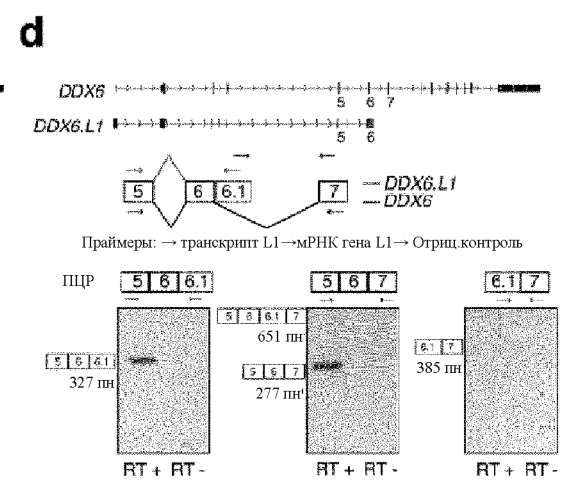 d
DDX6
5 6 7
DDX6.L1
5 6
5 6 6.1 7
DDX6.L1
DDX6
Праймеры: → транскрипт L1→мРНК гена L1→ Отриц.контроль
ПЦР
5 6 6.1
5 6 7
6.1 7
5 6 6.1 7
651 пн
5 6 6.1
327 пн
5 6 7
277 пн
6.1 7
385 пн
RT + RT -
RT + RT -
RT + RT -